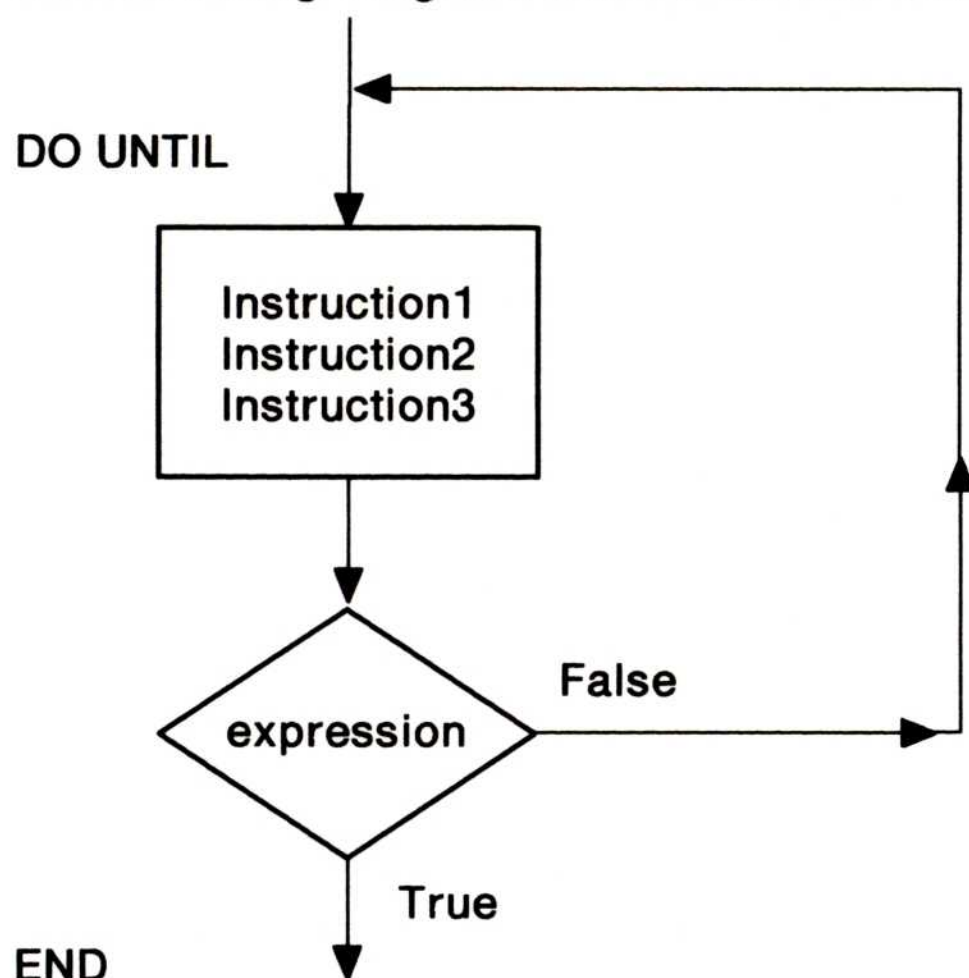 DO UNTIL
Instruction1
Instruction2
Instruction3
expression
False
True
END